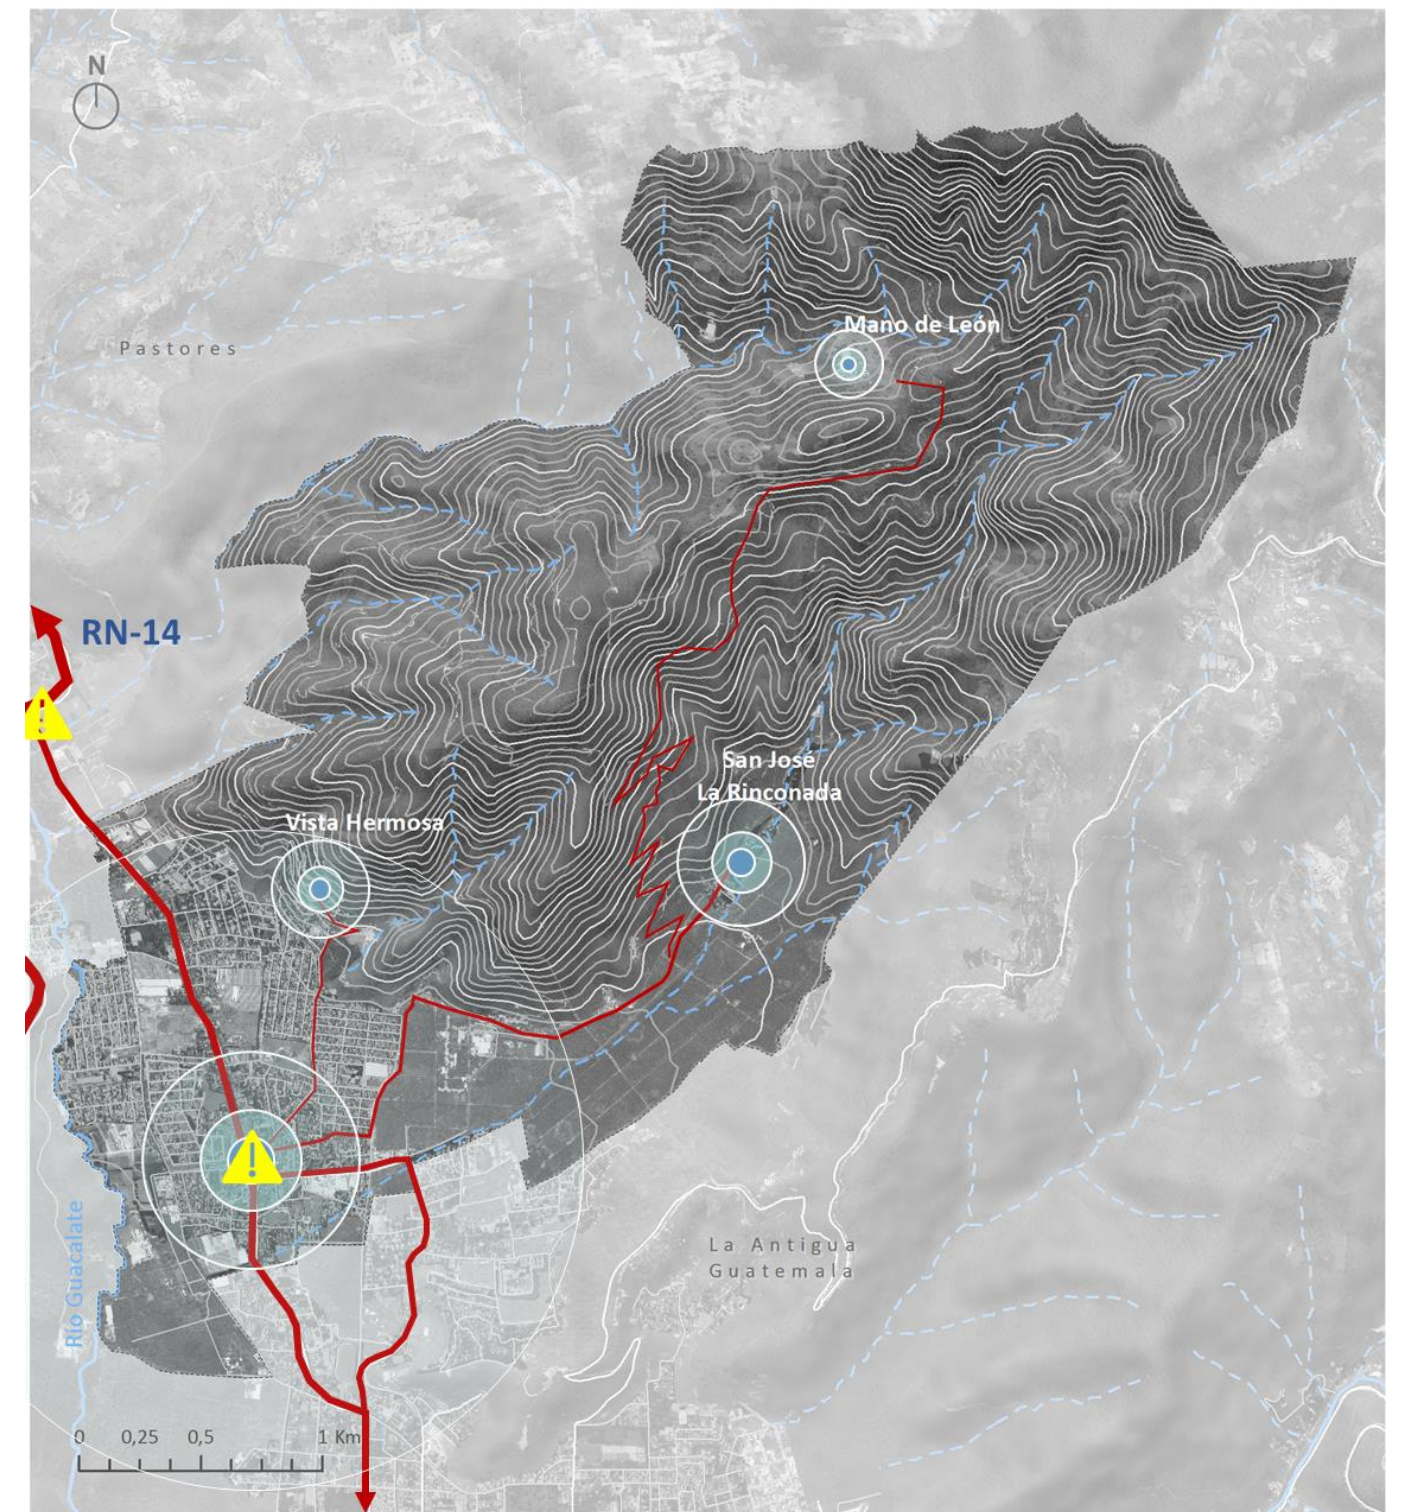 N
Mano de León
Pastores
RN-14
!
San José
La Rinconada
Vista Hermosa
!
La Antigua
Guatemala
Río Guacalate
0 0,25 0,5 1 Km